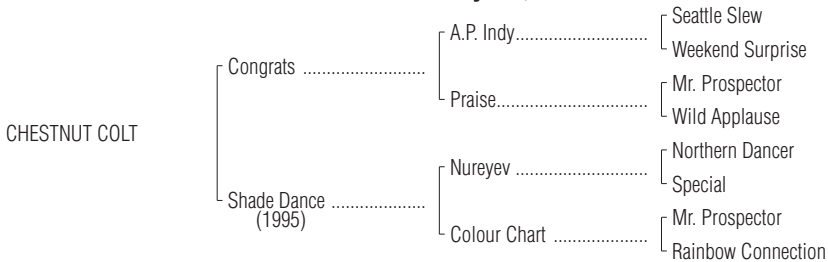 Seattle Slew
A.P. Indy
Weekend Surprise
Congrats
Mr. Prospector
Praise
Wild Applause
CHESTNUT COLT
Northern Dancer
Nureyev
Special
Shade Dance
(1995)
Mr. Prospector
Colour Chart
Rainbow Connection